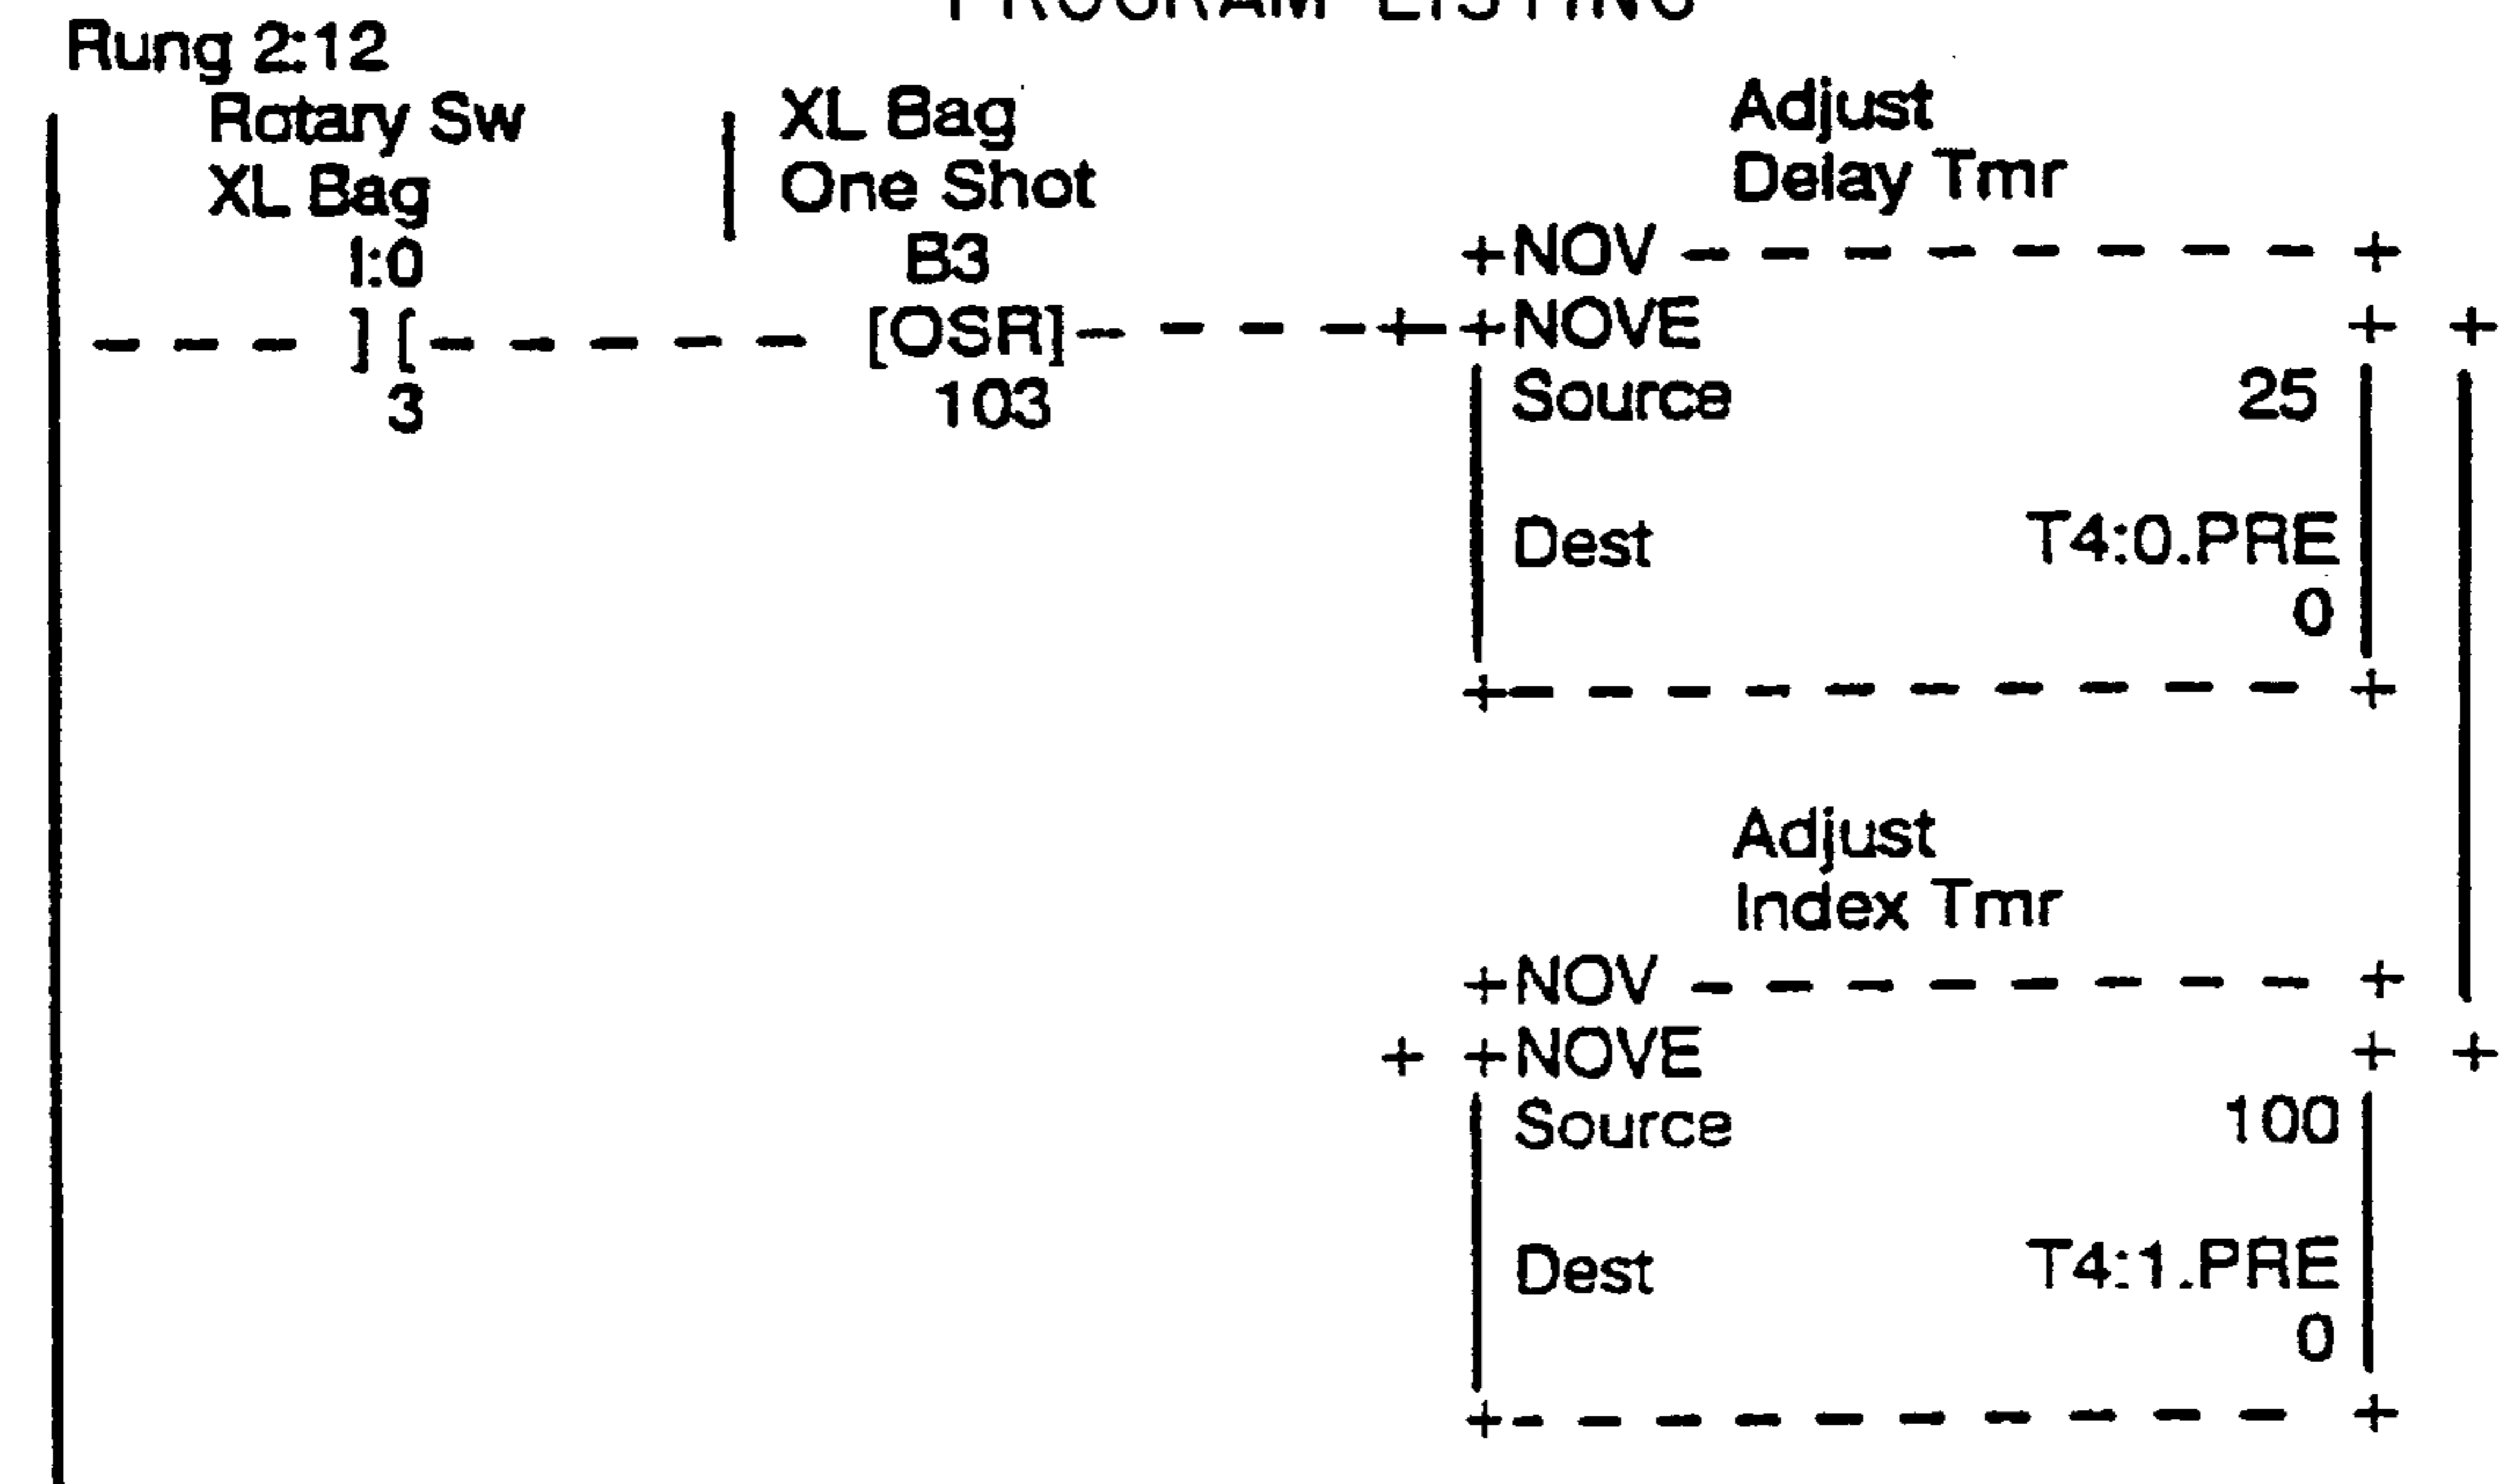 PROGRAM LISTING
Rung 2:12
Rotary Sw
XL Bag
I:0
] [
3
XL Bag
One Shot
B3
[OSR]
103
Adjust
Delay Tmr
+NOV - - - - - - - - +
+NOVE + +
Source 25
Dest T4:0.PRE
0
Adjust
Index Tmr
+NOV - - - - - - - - +
+ +NOVE + +
Source 100
Dest T4:1.PRE
0